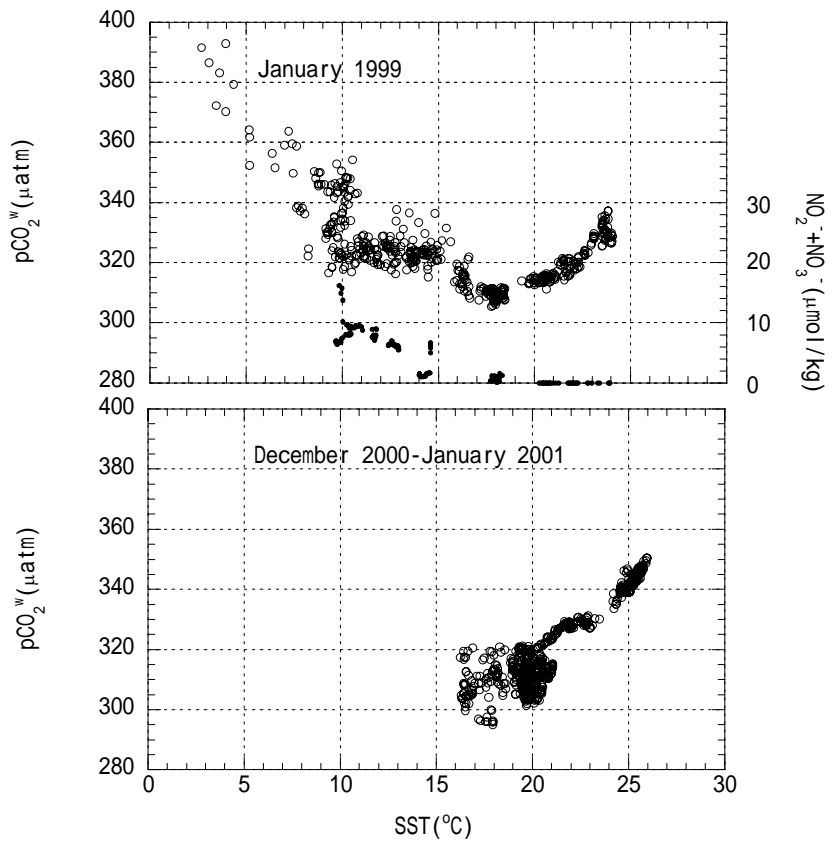 400
380
360
340
320
300
280
pCO₂ʷ(μatm)
January 1999
30
20
10
0
NO₂⁻+NO₃⁻(μmol/kg)
400
380
360
340
320
300
280
pCO₂ʷ(μatm)
December 2000-January 2001
0 5 10 15 20 25 30
SST(°C)